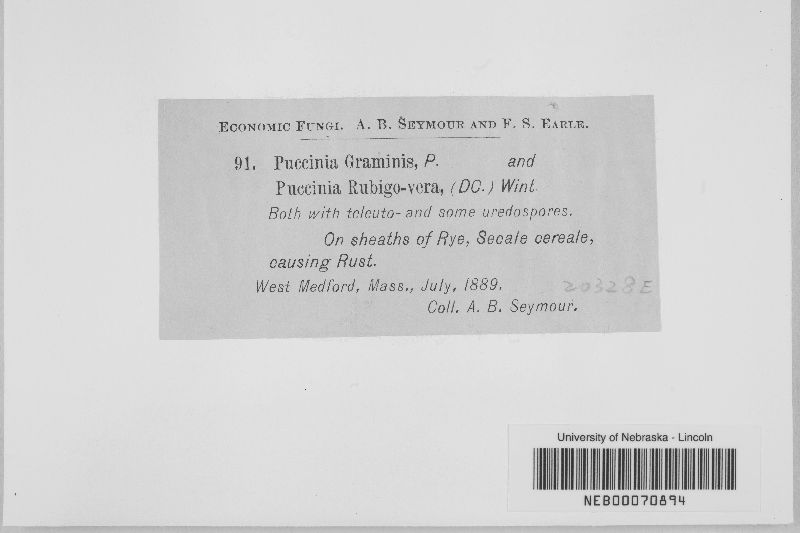 ECONOMIC FUNGI. A. B. SEYMOUR AND F. S. EARLE.
91. Puccinia Graminis, P. and
Puccinia Rubigo-vera, (DC.) Wint.
Both with teleuto- and some uredospores.
On sheaths of Rye, Secale cereale,
causing Rust.
West Medford, Mass., July, 1889.
20328E
Coll. A. B. Seymour.
University of Nebraska - Lincoln
NEB00070894